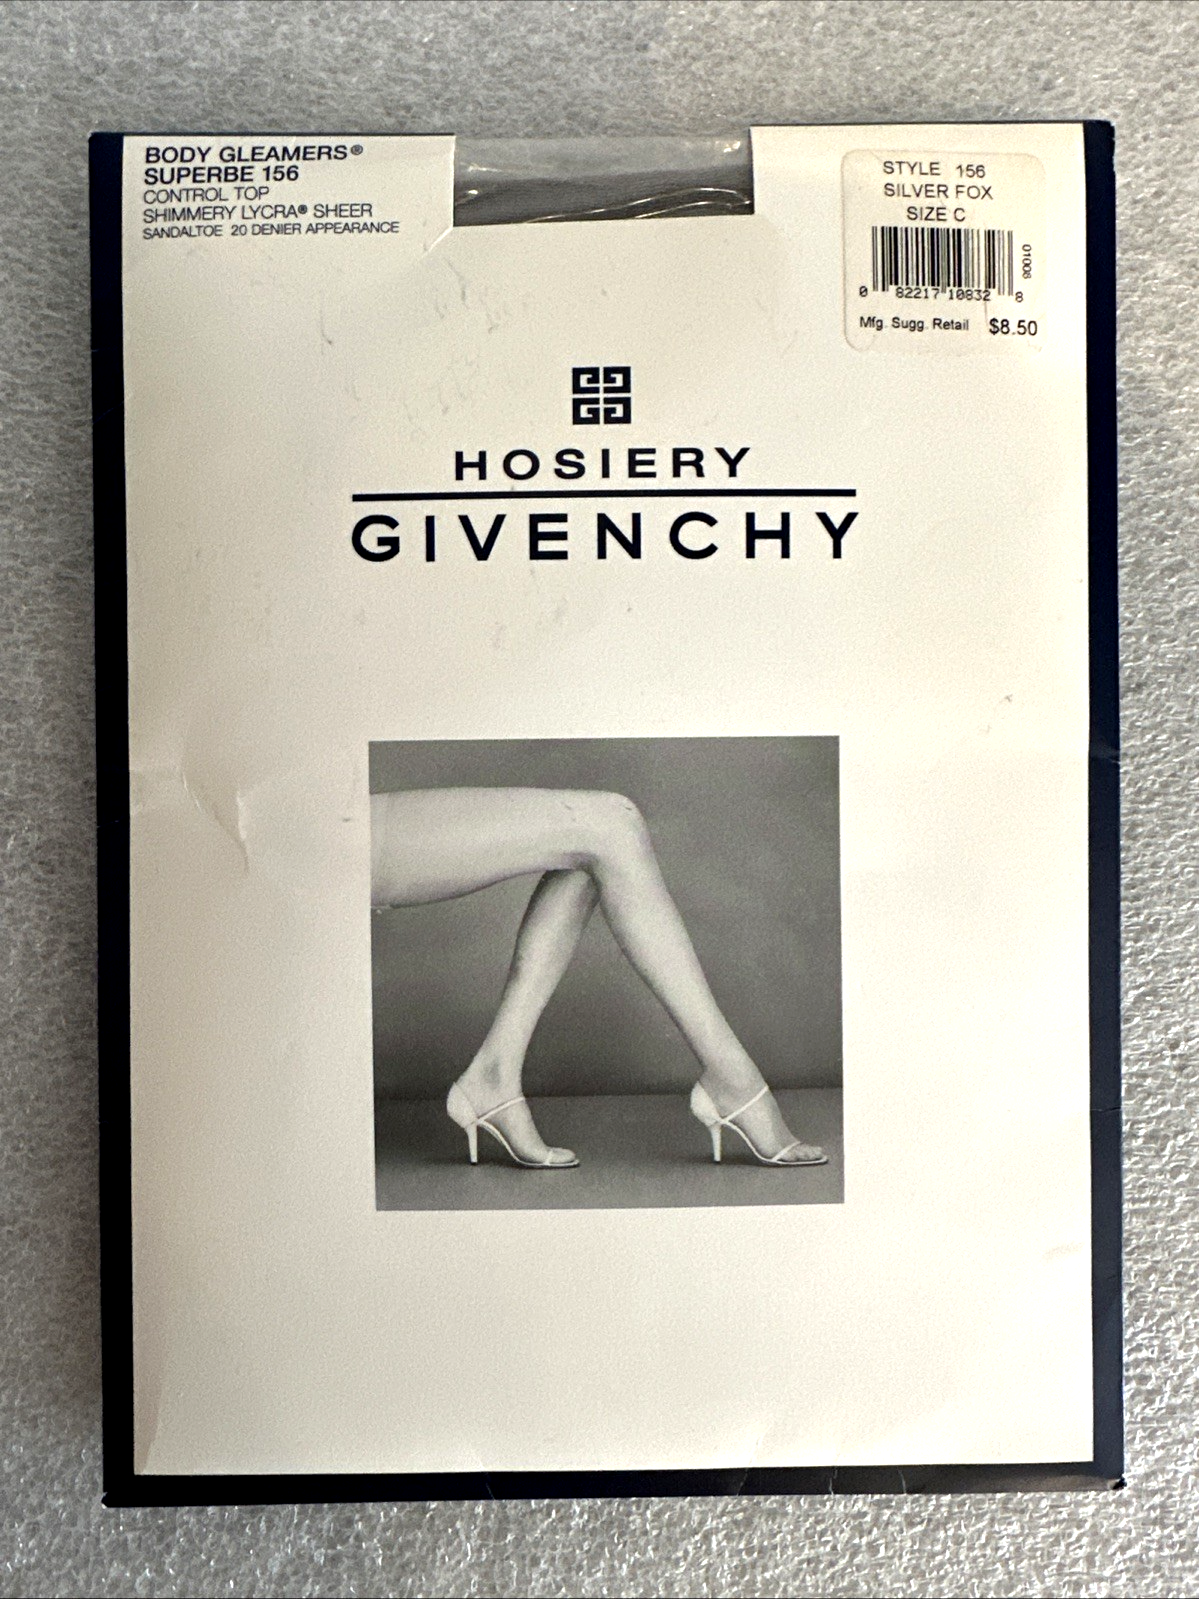 BODY GLEAMERS®
SUPERBE 156
CONTROL TOP
SHIMMERY LYCRA® SHEER
SANDALTOE 20 DENIER APPEARANCE
STYLE 156
SILVER FOX
SIZE C
01008
0 82217 10832 8
Mfg. Sugg. Retail $8.50
HOSIERY
GIVENCHY